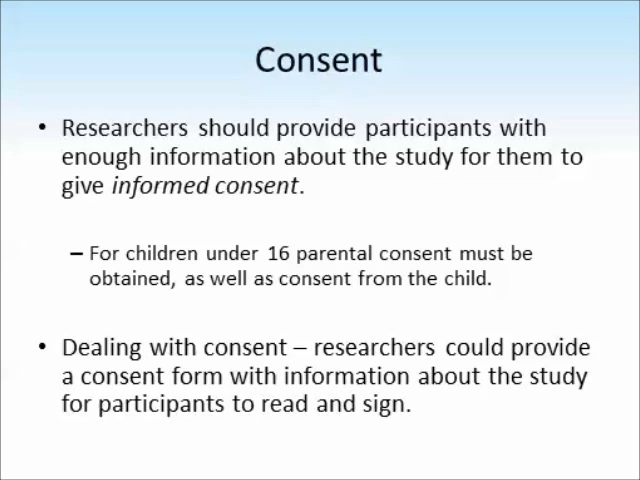 Consent
• Researchers should provide participants with
enough information about the study for them to
give informed consent.
– For children under 16 parental consent must be
obtained, as well as consent from the child.
• Dealing with consent – researchers could provide
a consent form with information about the study
for participants to read and sign.